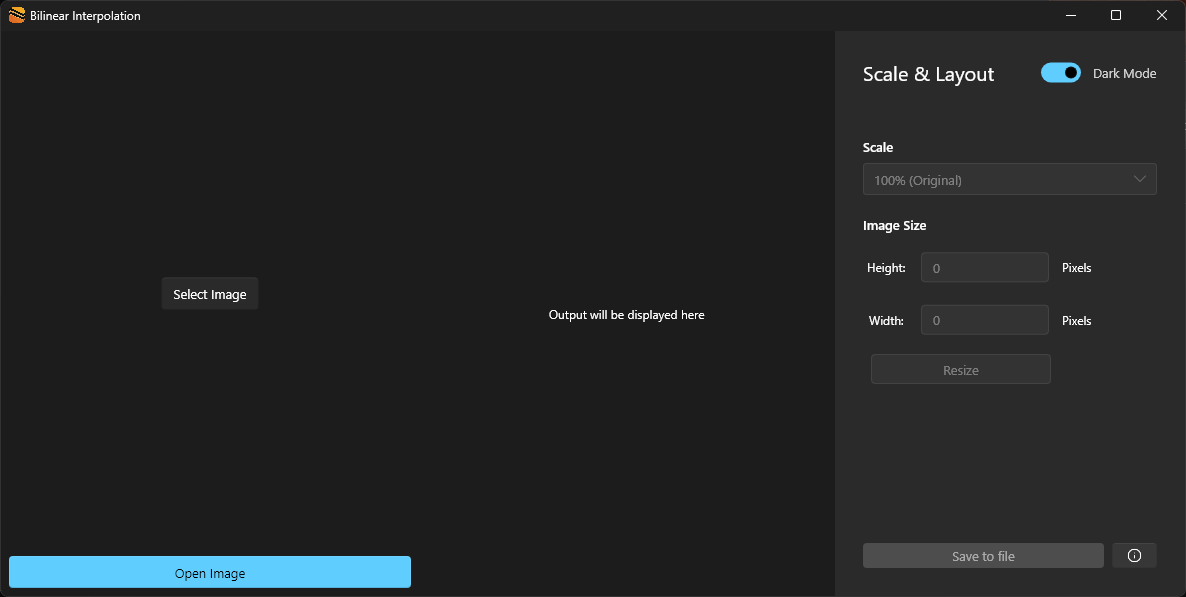 Bilinear Interpolation
Scale & Layout
Dark Mode
Scale
100% (Original)
Image Size
Height:
0
Pixels
Width:
0
Pixels
Resize
Select Image
Output will be displayed here
Open Image
Save to file